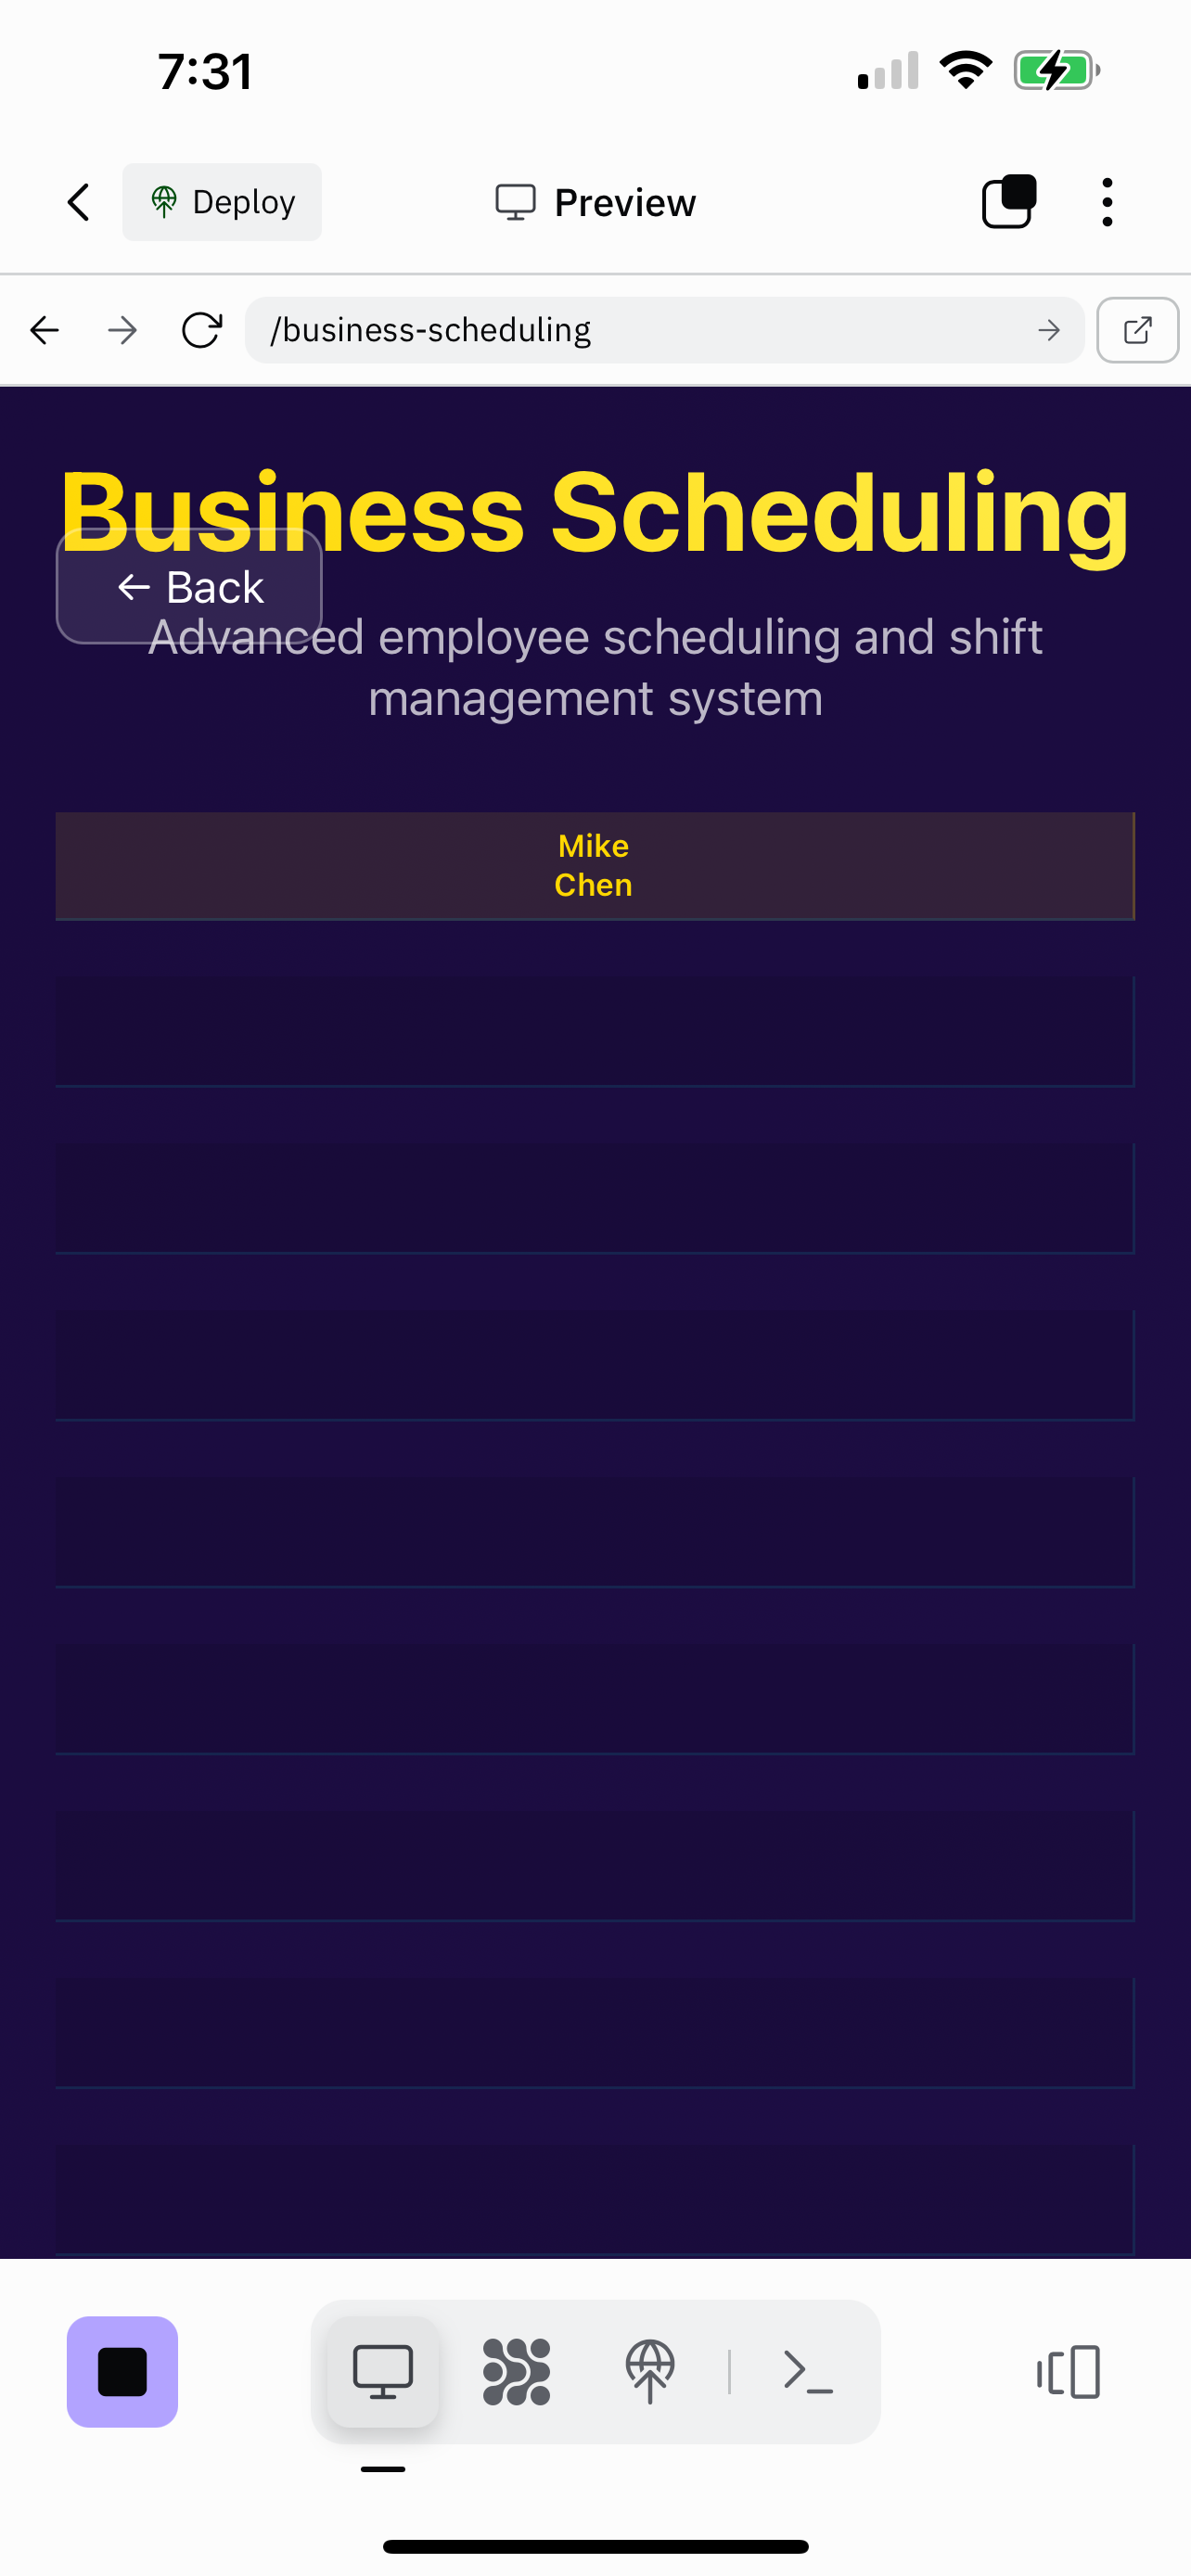 7:31
Deploy
Preview
/business-scheduling
Business Scheduling
← Back
Advanced employee scheduling and shift
management system
Mike
Chen